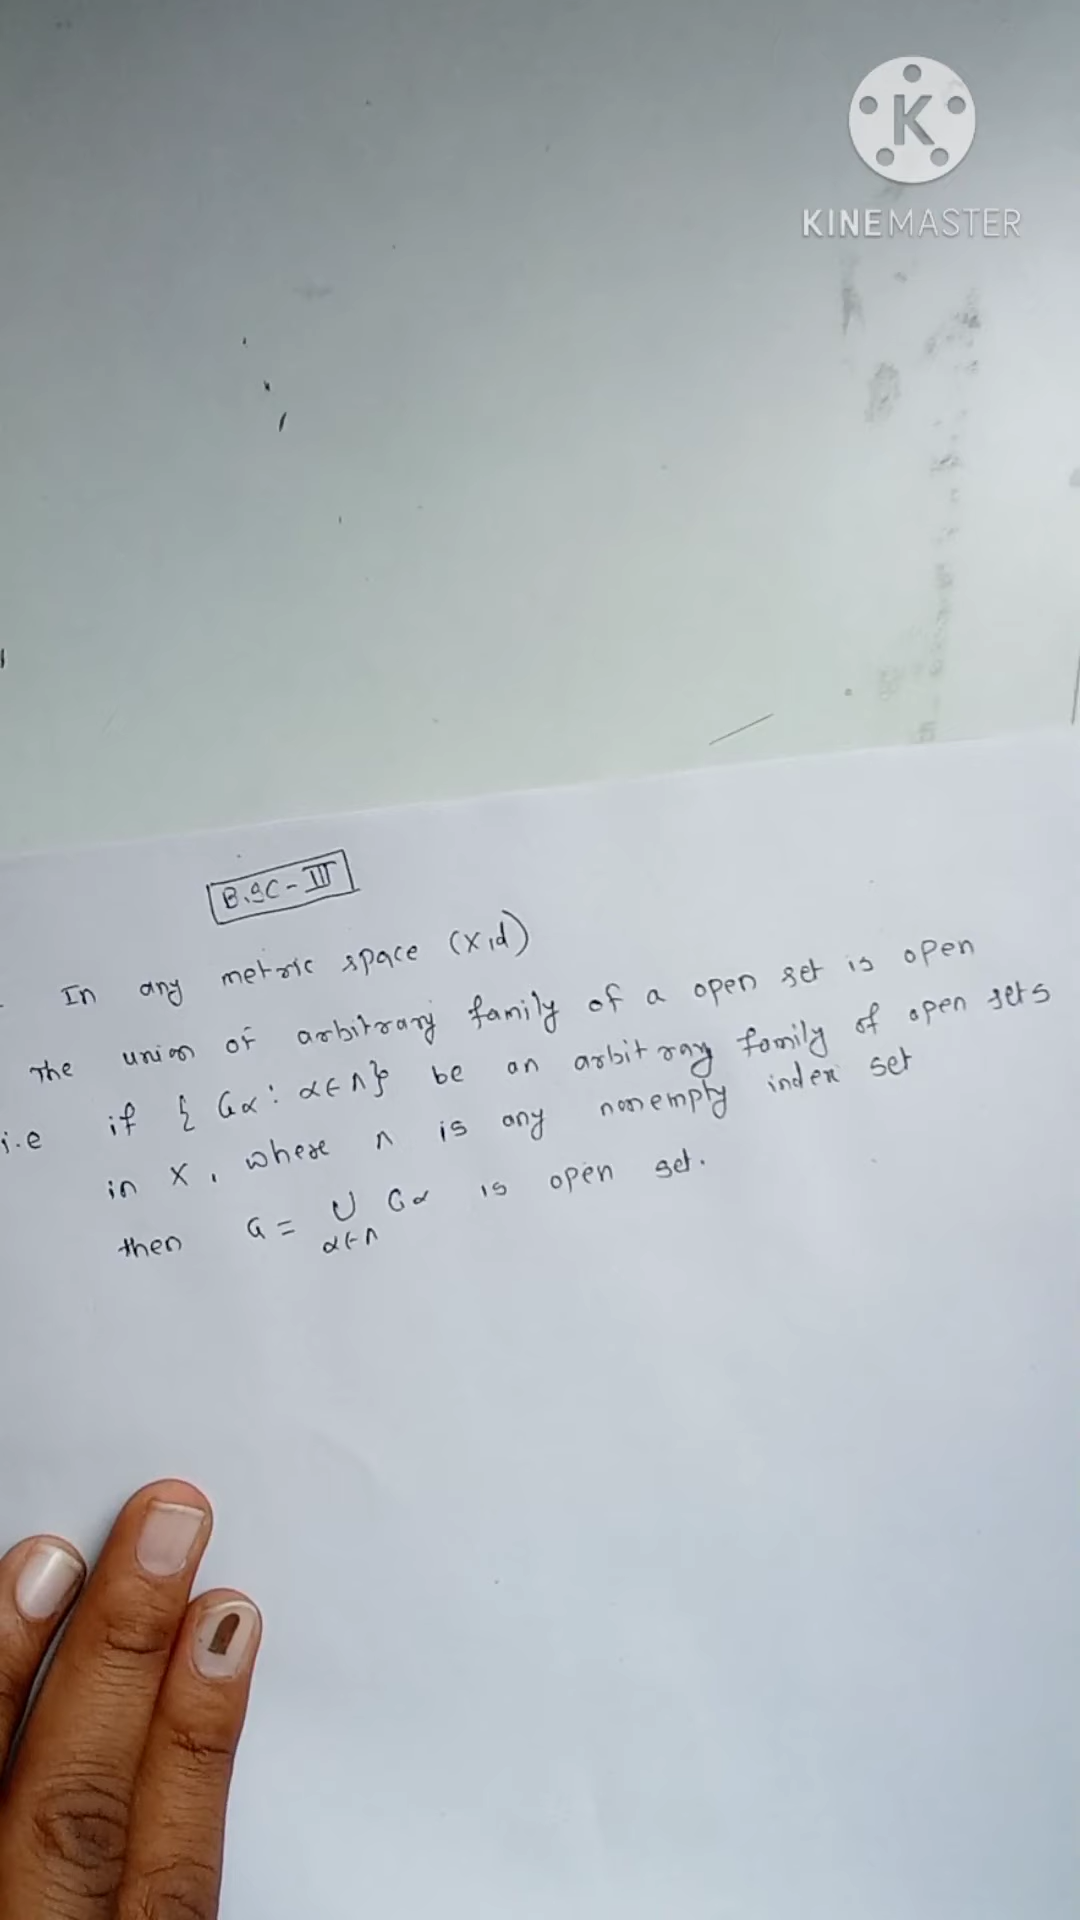 K
KINEMASTER
B.SC-III
In any metric space (X,d)
The union of arbitrary family of a open set is open
i.e if { Gα : α∈Λ} be an arbitrary family of open sets
in X, where Λ is any nonempty index set
then G = ∪ Gα is open set.
α∈Λ